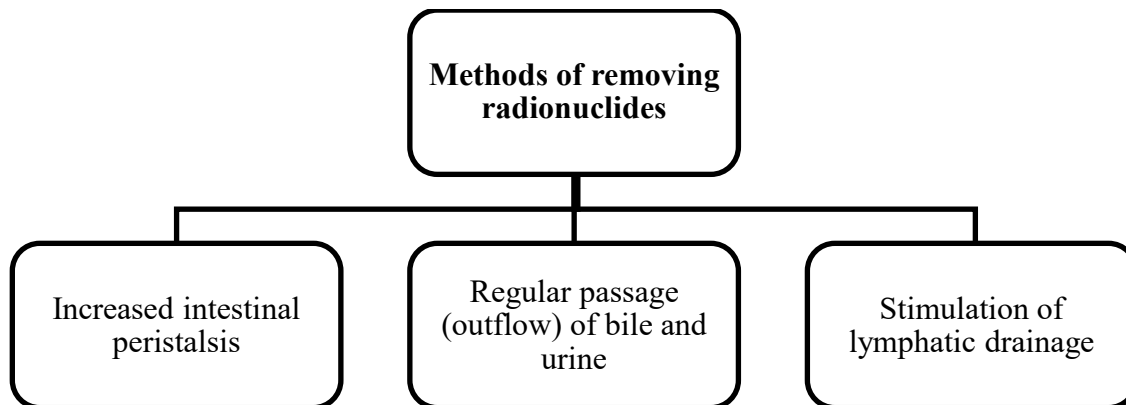 Methods of removing
radionuclides
Increased intestinal
peristalsis
Regular passage
(outflow) of bile and
urine
Stimulation of
lymphatic drainage